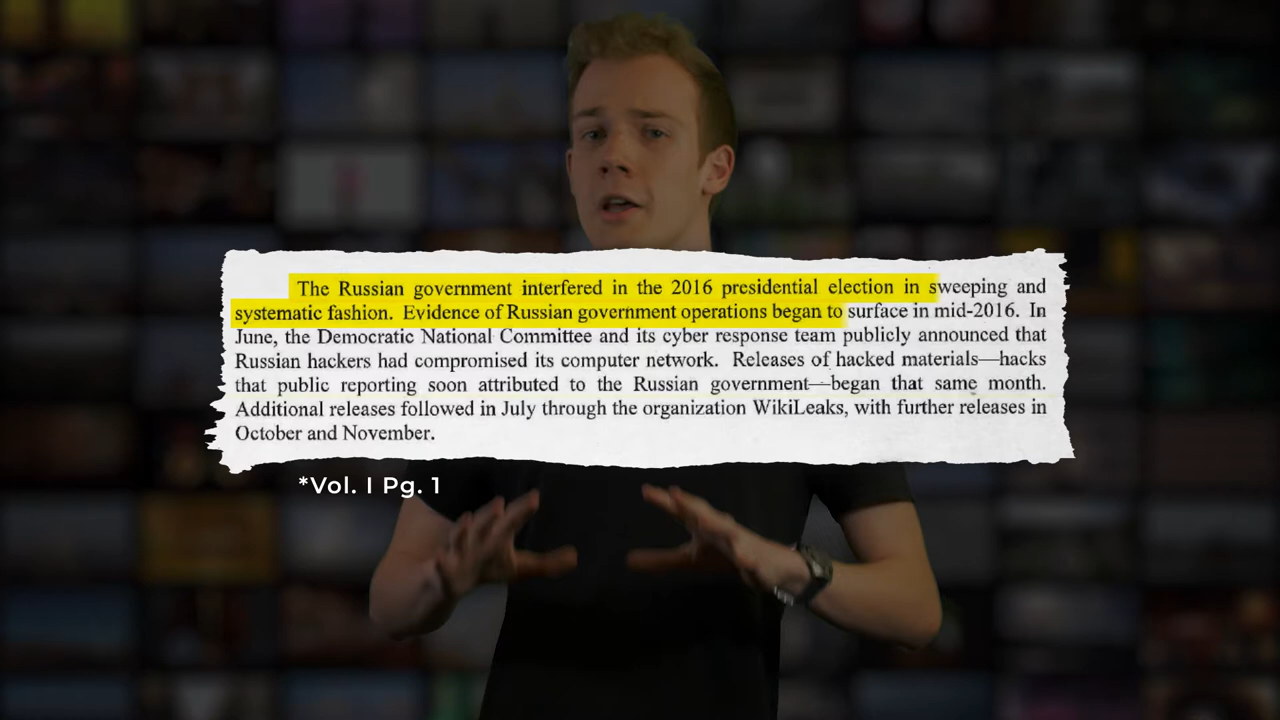 The Russian government interfered in the 2016 presidential election in sweeping and
systematic fashion. Evidence of Russian government operations began to surface in mid-2016. In
June, the Democratic National Committee and its cyber response team publicly announced that
Russian hackers had compromised its computer network. Releases of hacked materials—hacks
that public reporting soon attributed to the Russian government—began that same month.
Additional releases followed in July through the organization WikiLeaks, with further releases in
October and November.
*Vol. I Pg. 1